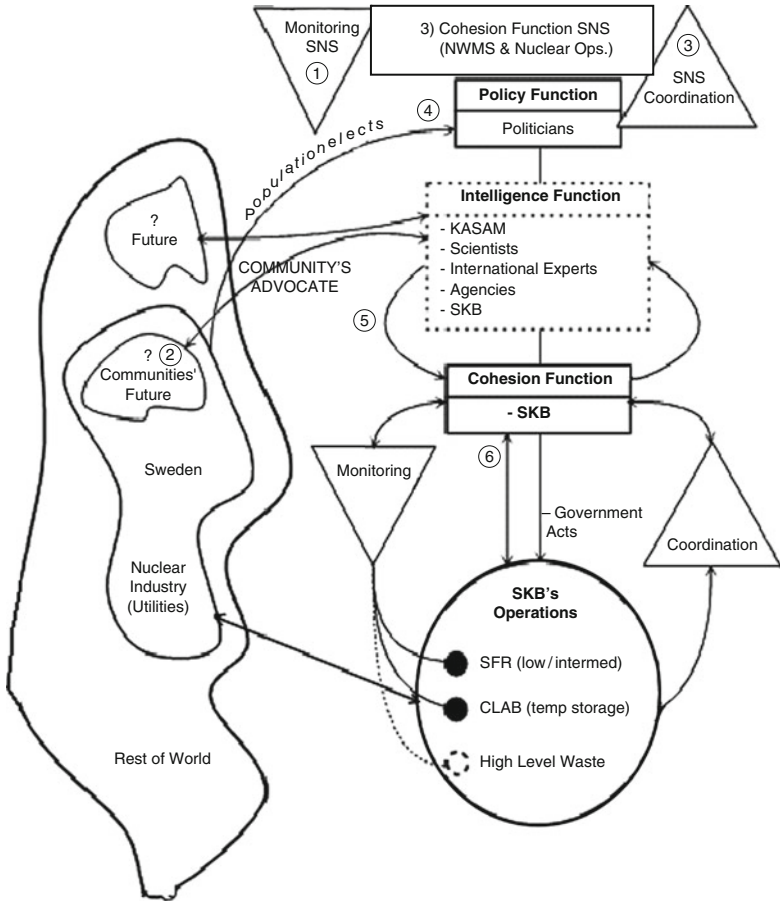 Monitoring
SNS
1
3) Cohesion Function SNS
(NWMS & Nuclear Ops.)
3
SNS
Coordination
4
Policy Function
Politicians
Populationelects
Intelligence Function
- KASAM
- Scientists
- International Experts
- Agencies
- SKB
?
Future
COMMUNITY'S
ADVOCATE
5
? 2
Communities'
Future
Cohesion Function
- SKB
Sweden
Monitoring
6
– Government
Acts
Coordination
Nuclear
Industry
(Utilities)
SKB's
Operations
SFR (low/intermed)
CLAB (temp storage)
High Level Waste
Rest of World